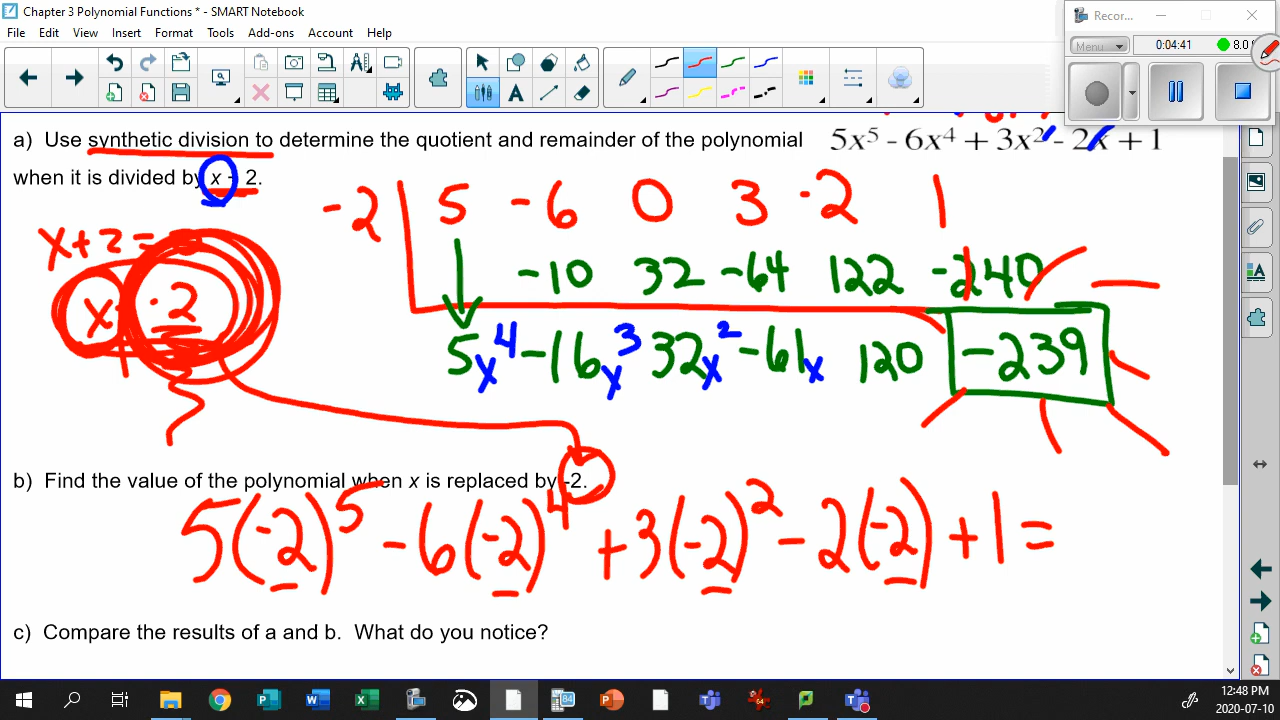 Chapter 3 Polynomial Functions * - SMART Notebook
Recor...
File Edit View Insert Format Tools Add-ons Account Help
Menu 0:04:41 8.0
a) Use synthetic division to determine the quotient and remainder of the polynomial 5x⁵ - 6x⁴ + 3x² - 2x + 1
when it is divided by x + 2.
-2 5 -6 0 3 -2 1
x+2 =
-10 32 -64 122 -240
x -2
5x⁴ -16x³ 32x² -61x 120 -239
b) Find the value of the polynomial when x is replaced by -2.
5(-2)⁵ - 6(-2)⁴ + 3(-2)² - 2(-2) + 1 =
c) Compare the results of a and b. What do you notice?
12:48 PM
2020-07-10